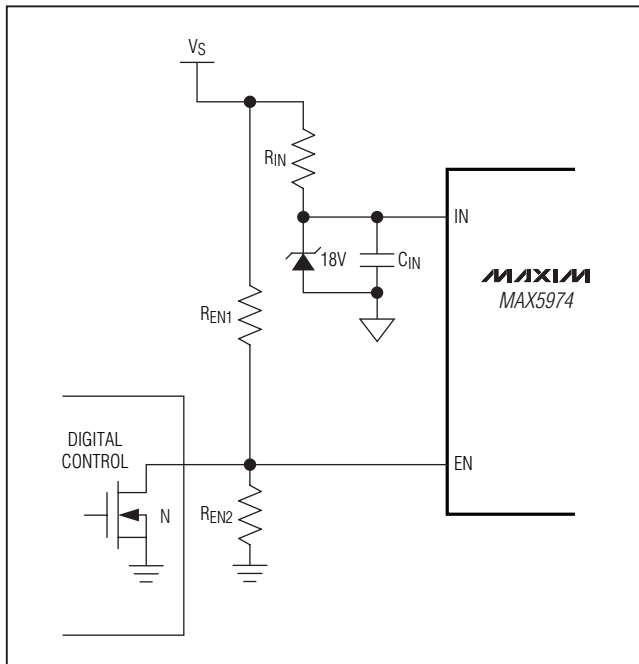 VS
RIN
IN
18V
CIN
MAXIM
MAX5974
REN1
DIGITAL
CONTROL
EN
N
REN2